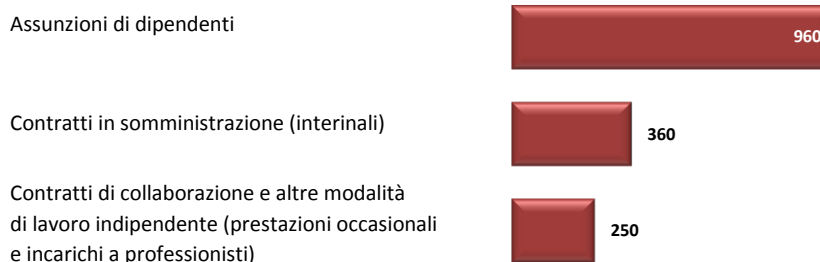 Assunzioni di dipendenti
960
Contratti in somministrazione (interinali)
360
Contratti di collaborazione e altre modalità
di lavoro indipendente (prestazioni occasionali
e incarichi a professionisti)
250